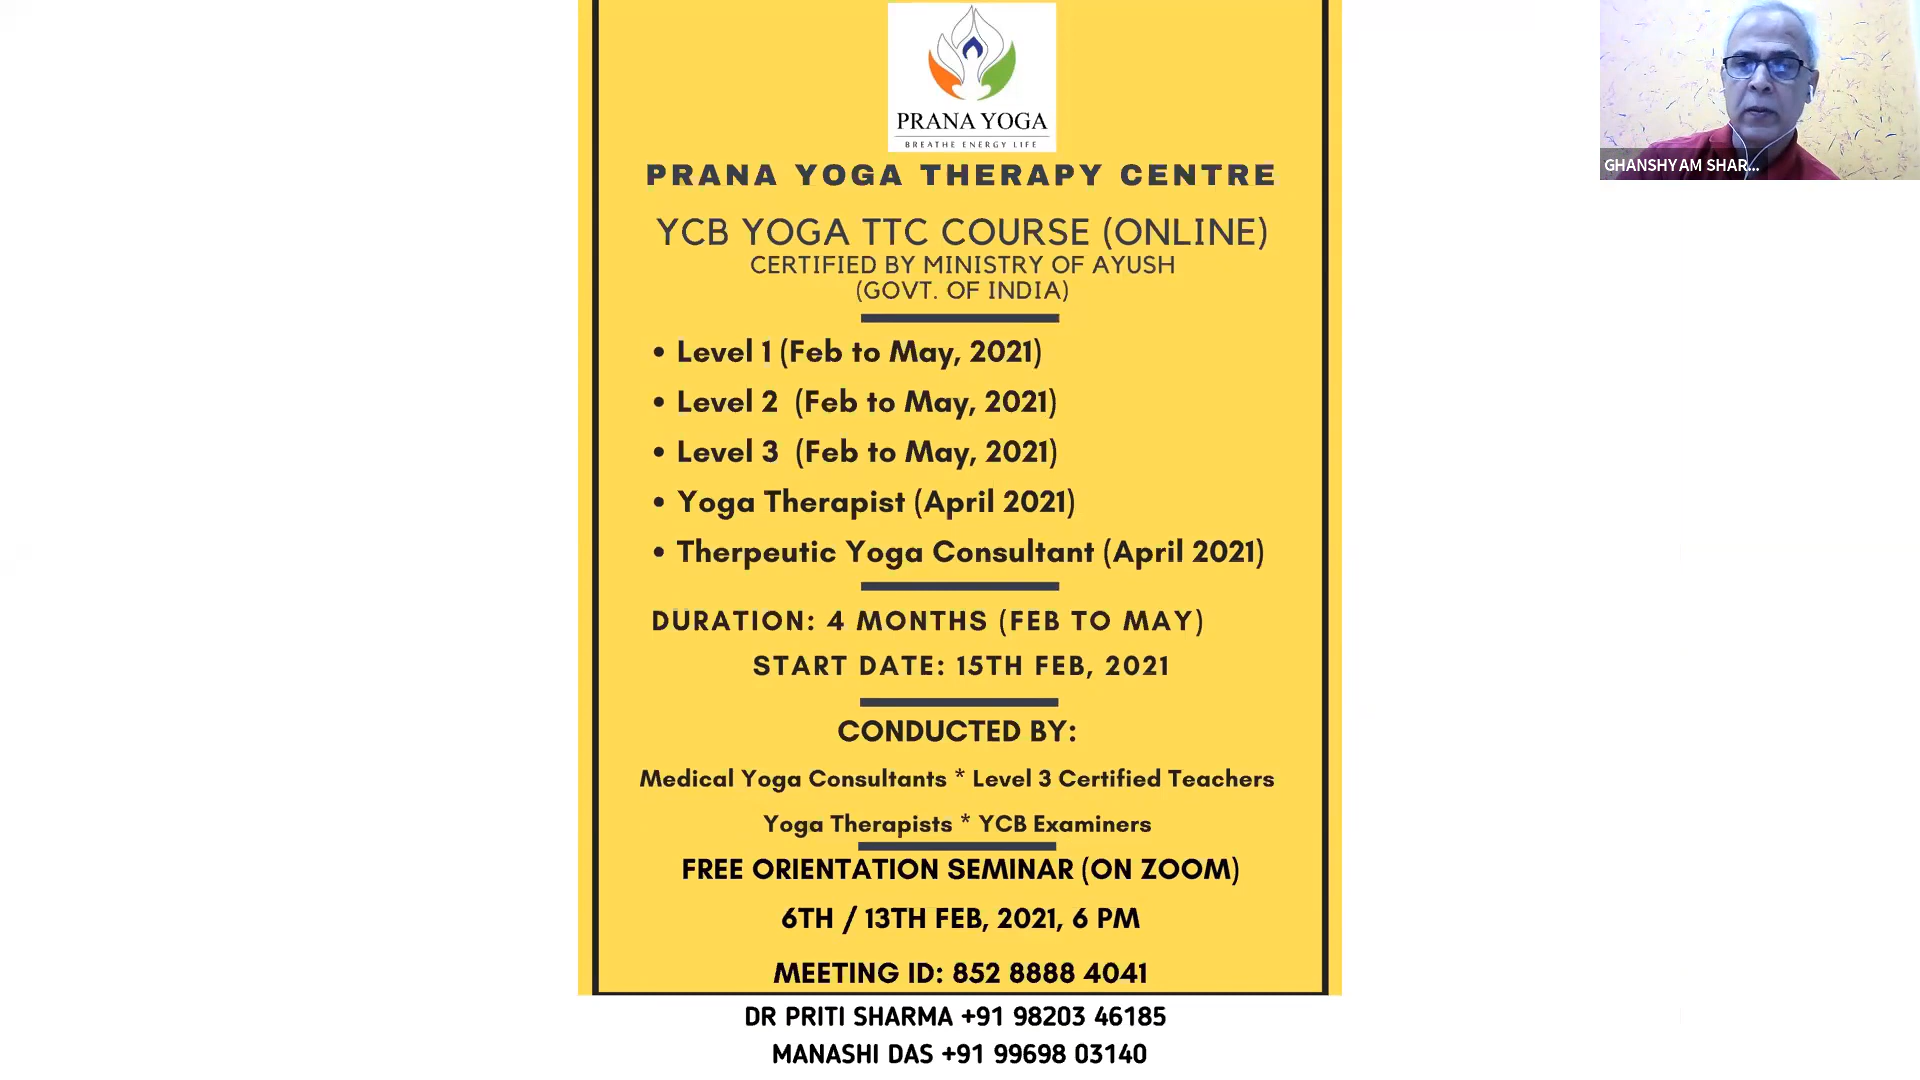 PRANA YOGA
BREATHE ENERGY LIFE
PRANA YOGA THERAPY CENTRE
YCB YOGA TTC COURSE (ONLINE)
CERTIFIED BY MINISTRY OF AYUSH
(GOVT. OF INDIA)
• Level 1 (Feb to May, 2021)
• Level 2 (Feb to May, 2021)
• Level 3 (Feb to May, 2021)
• Yoga Therapist (April 2021)
• Therpeutic Yoga Consultant (April 2021)
DURATION: 4 MONTHS (FEB TO MAY)
START DATE: 15TH FEB, 2021
CONDUCTED BY:
Medical Yoga Consultants * Level 3 Certified Teachers
Yoga Therapists * YCB Examiners
FREE ORIENTATION SEMINAR (ON ZOOM)
6TH / 13TH FEB, 2021, 6 PM
MEETING ID: 852 8888 4041
DR PRITI SHARMA +91 98203 46185
MANASHI DAS +91 99698 03140
GHANSHYAM SHAR...